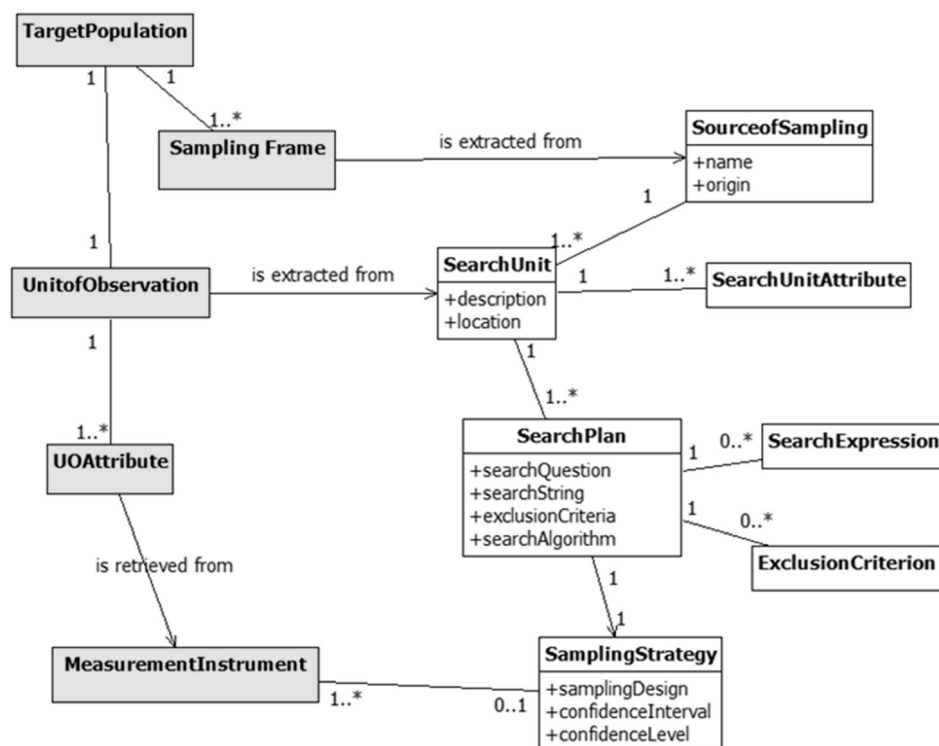 TargetPopulation
1
1
1..*
Sampling Frame
is extracted from
SourceofSampling
+name
+origin
1
1..*
1
UnitofObservation
is extracted from
SearchUnit
+description
+location
1
1..*
SearchUnitAttribute
1
1
1..*
1..*
UOAttribute
SearchPlan
+searchQuestion
+searchString
+exclusionCriteria
+searchAlgorithm
1
0..*
SearchExpression
1
0..*
ExclusionCriterion
is retrieved from
1
1
MeasurementInstrument
1..*
0..1
SamplingStrategy
+samplingDesign
+confidenceInterval
+confidenceLevel